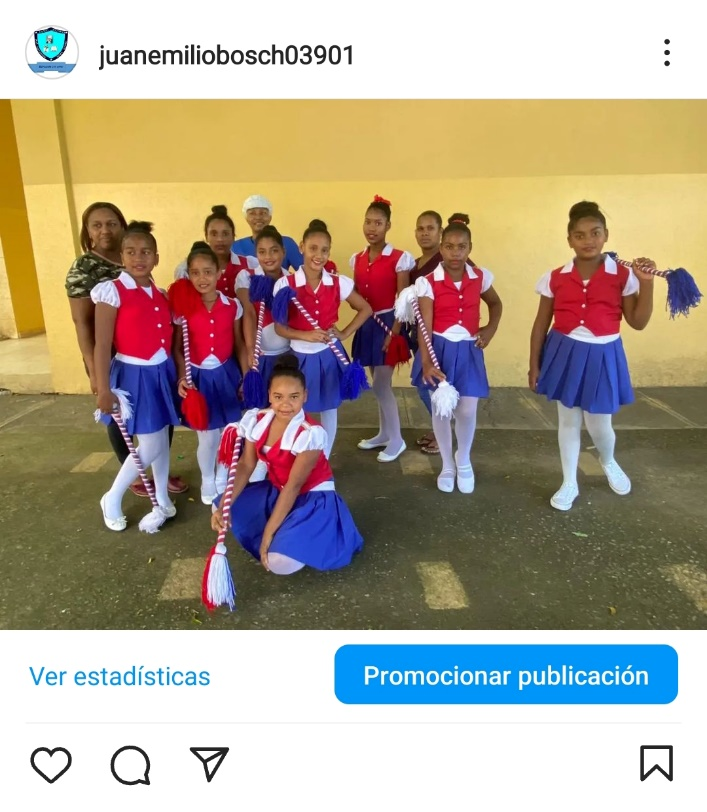 juanemiliobosch03901
Ver estadísticas
Promocionar publicación